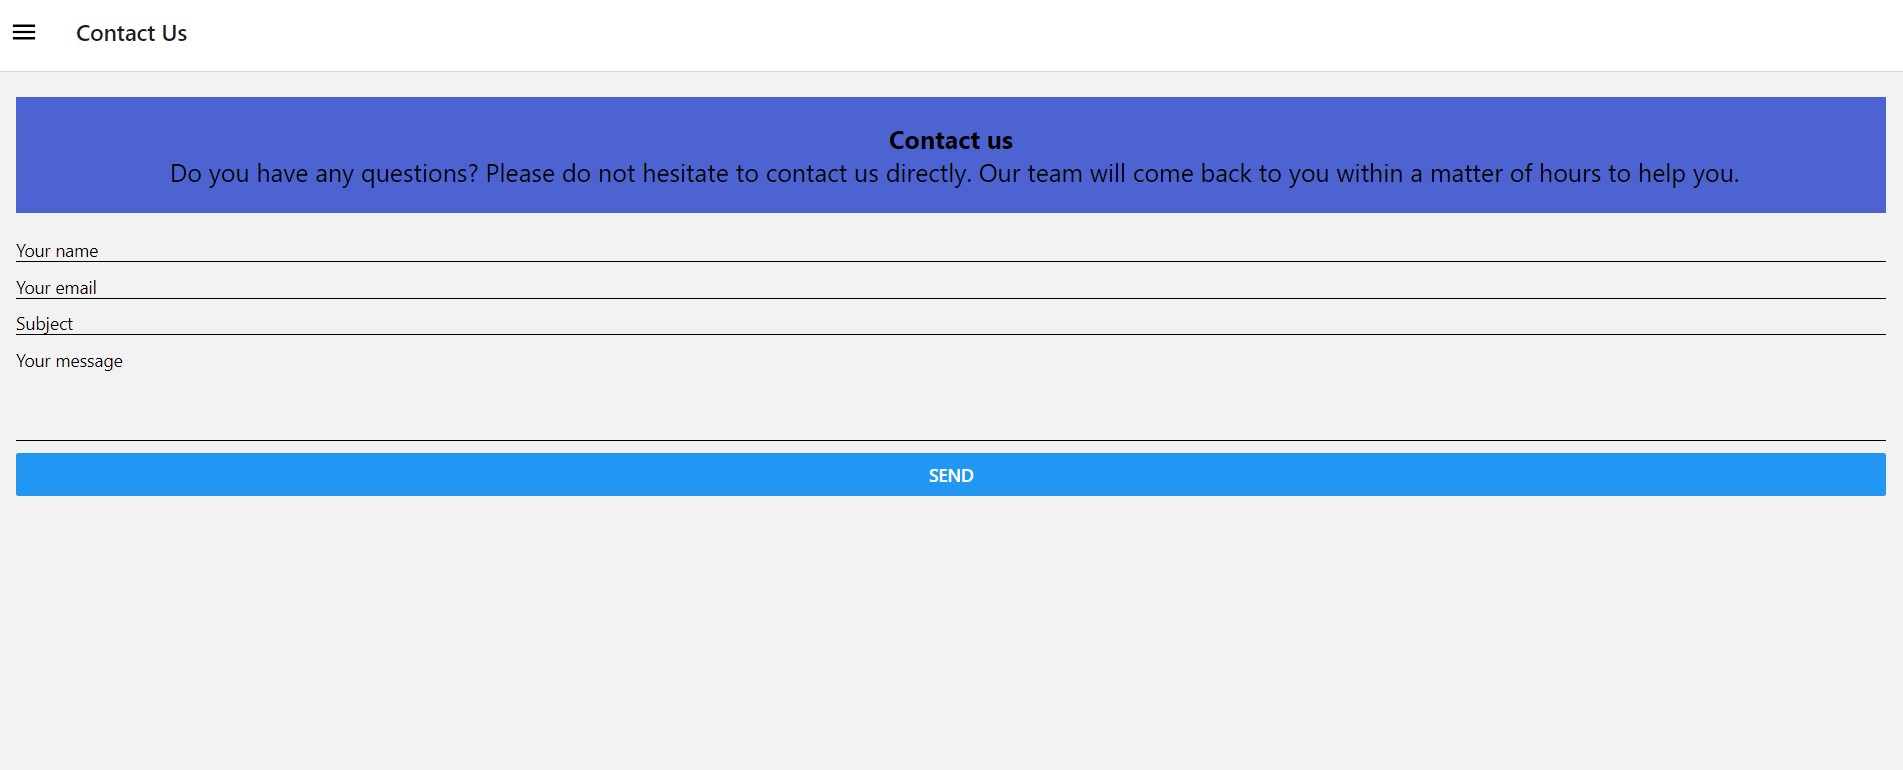 Contact Us
Contact us
Do you have any questions? Please do not hesitate to contact us directly. Our team will come back to you within a matter of hours to help you.
Your name
Your email
Subject
Your message
SEND